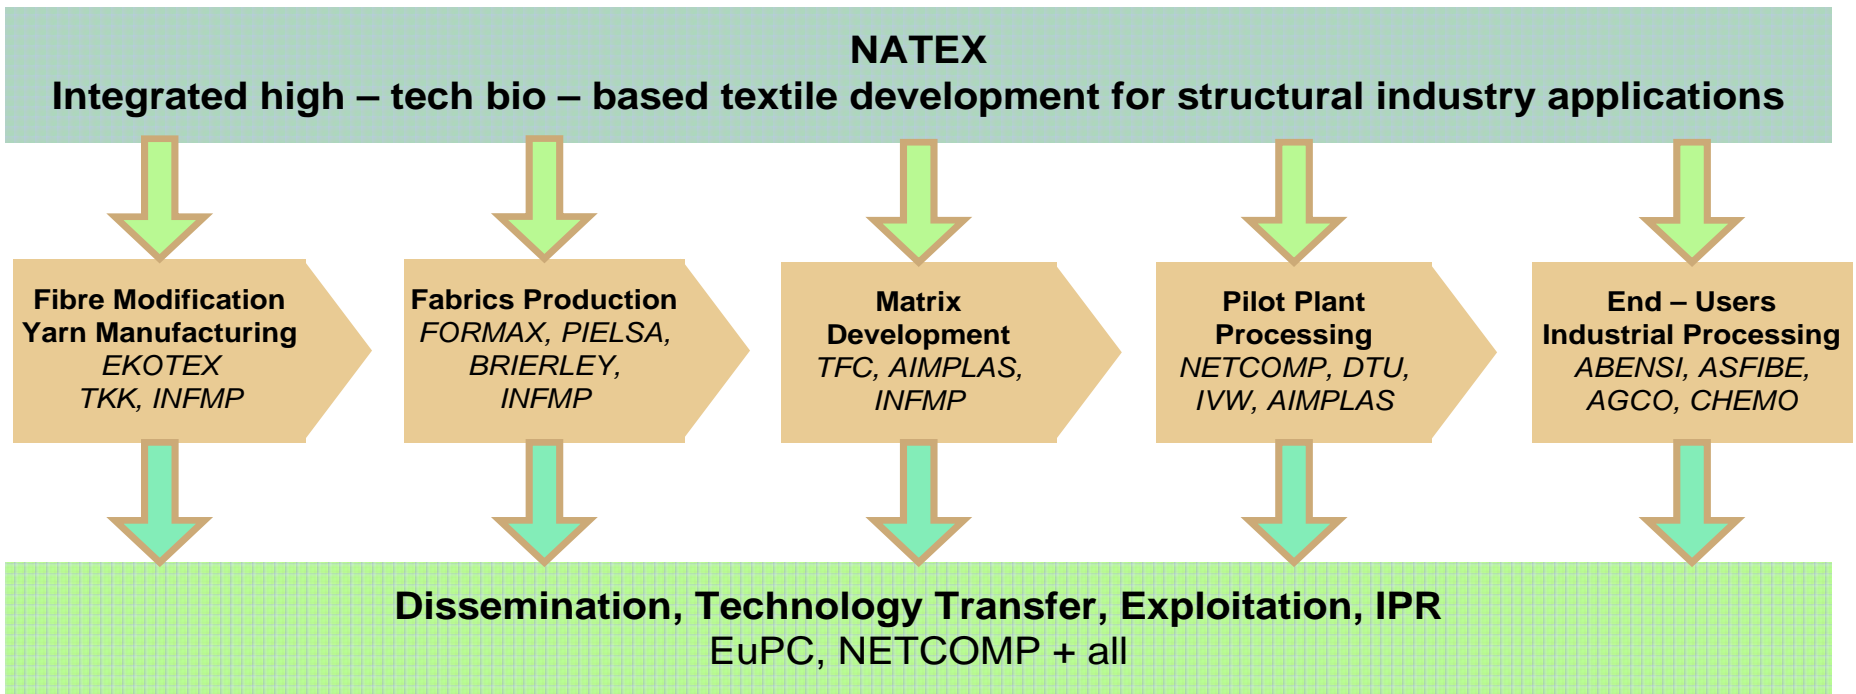 NATEX
Integrated high – tech bio – based textile development for structural industry applications
Fibre Modification
Yarn Manufacturing
EKOTEX
TKK, INFMP
Fabrics Production
FORMAX, PIELSA,
BRIERLEY,
INFMP
Matrix
Development
TFC, AIMPLAS,
INFMP
Pilot Plant
Processing
NETCOMP, DTU,
IVW, AIMPLAS
End – Users
Industrial Processing
ABENSI, ASFIBE,
AGCO, CHEMO
Dissemination, Technology Transfer, Exploitation, IPR
EuPC, NETCOMP + all